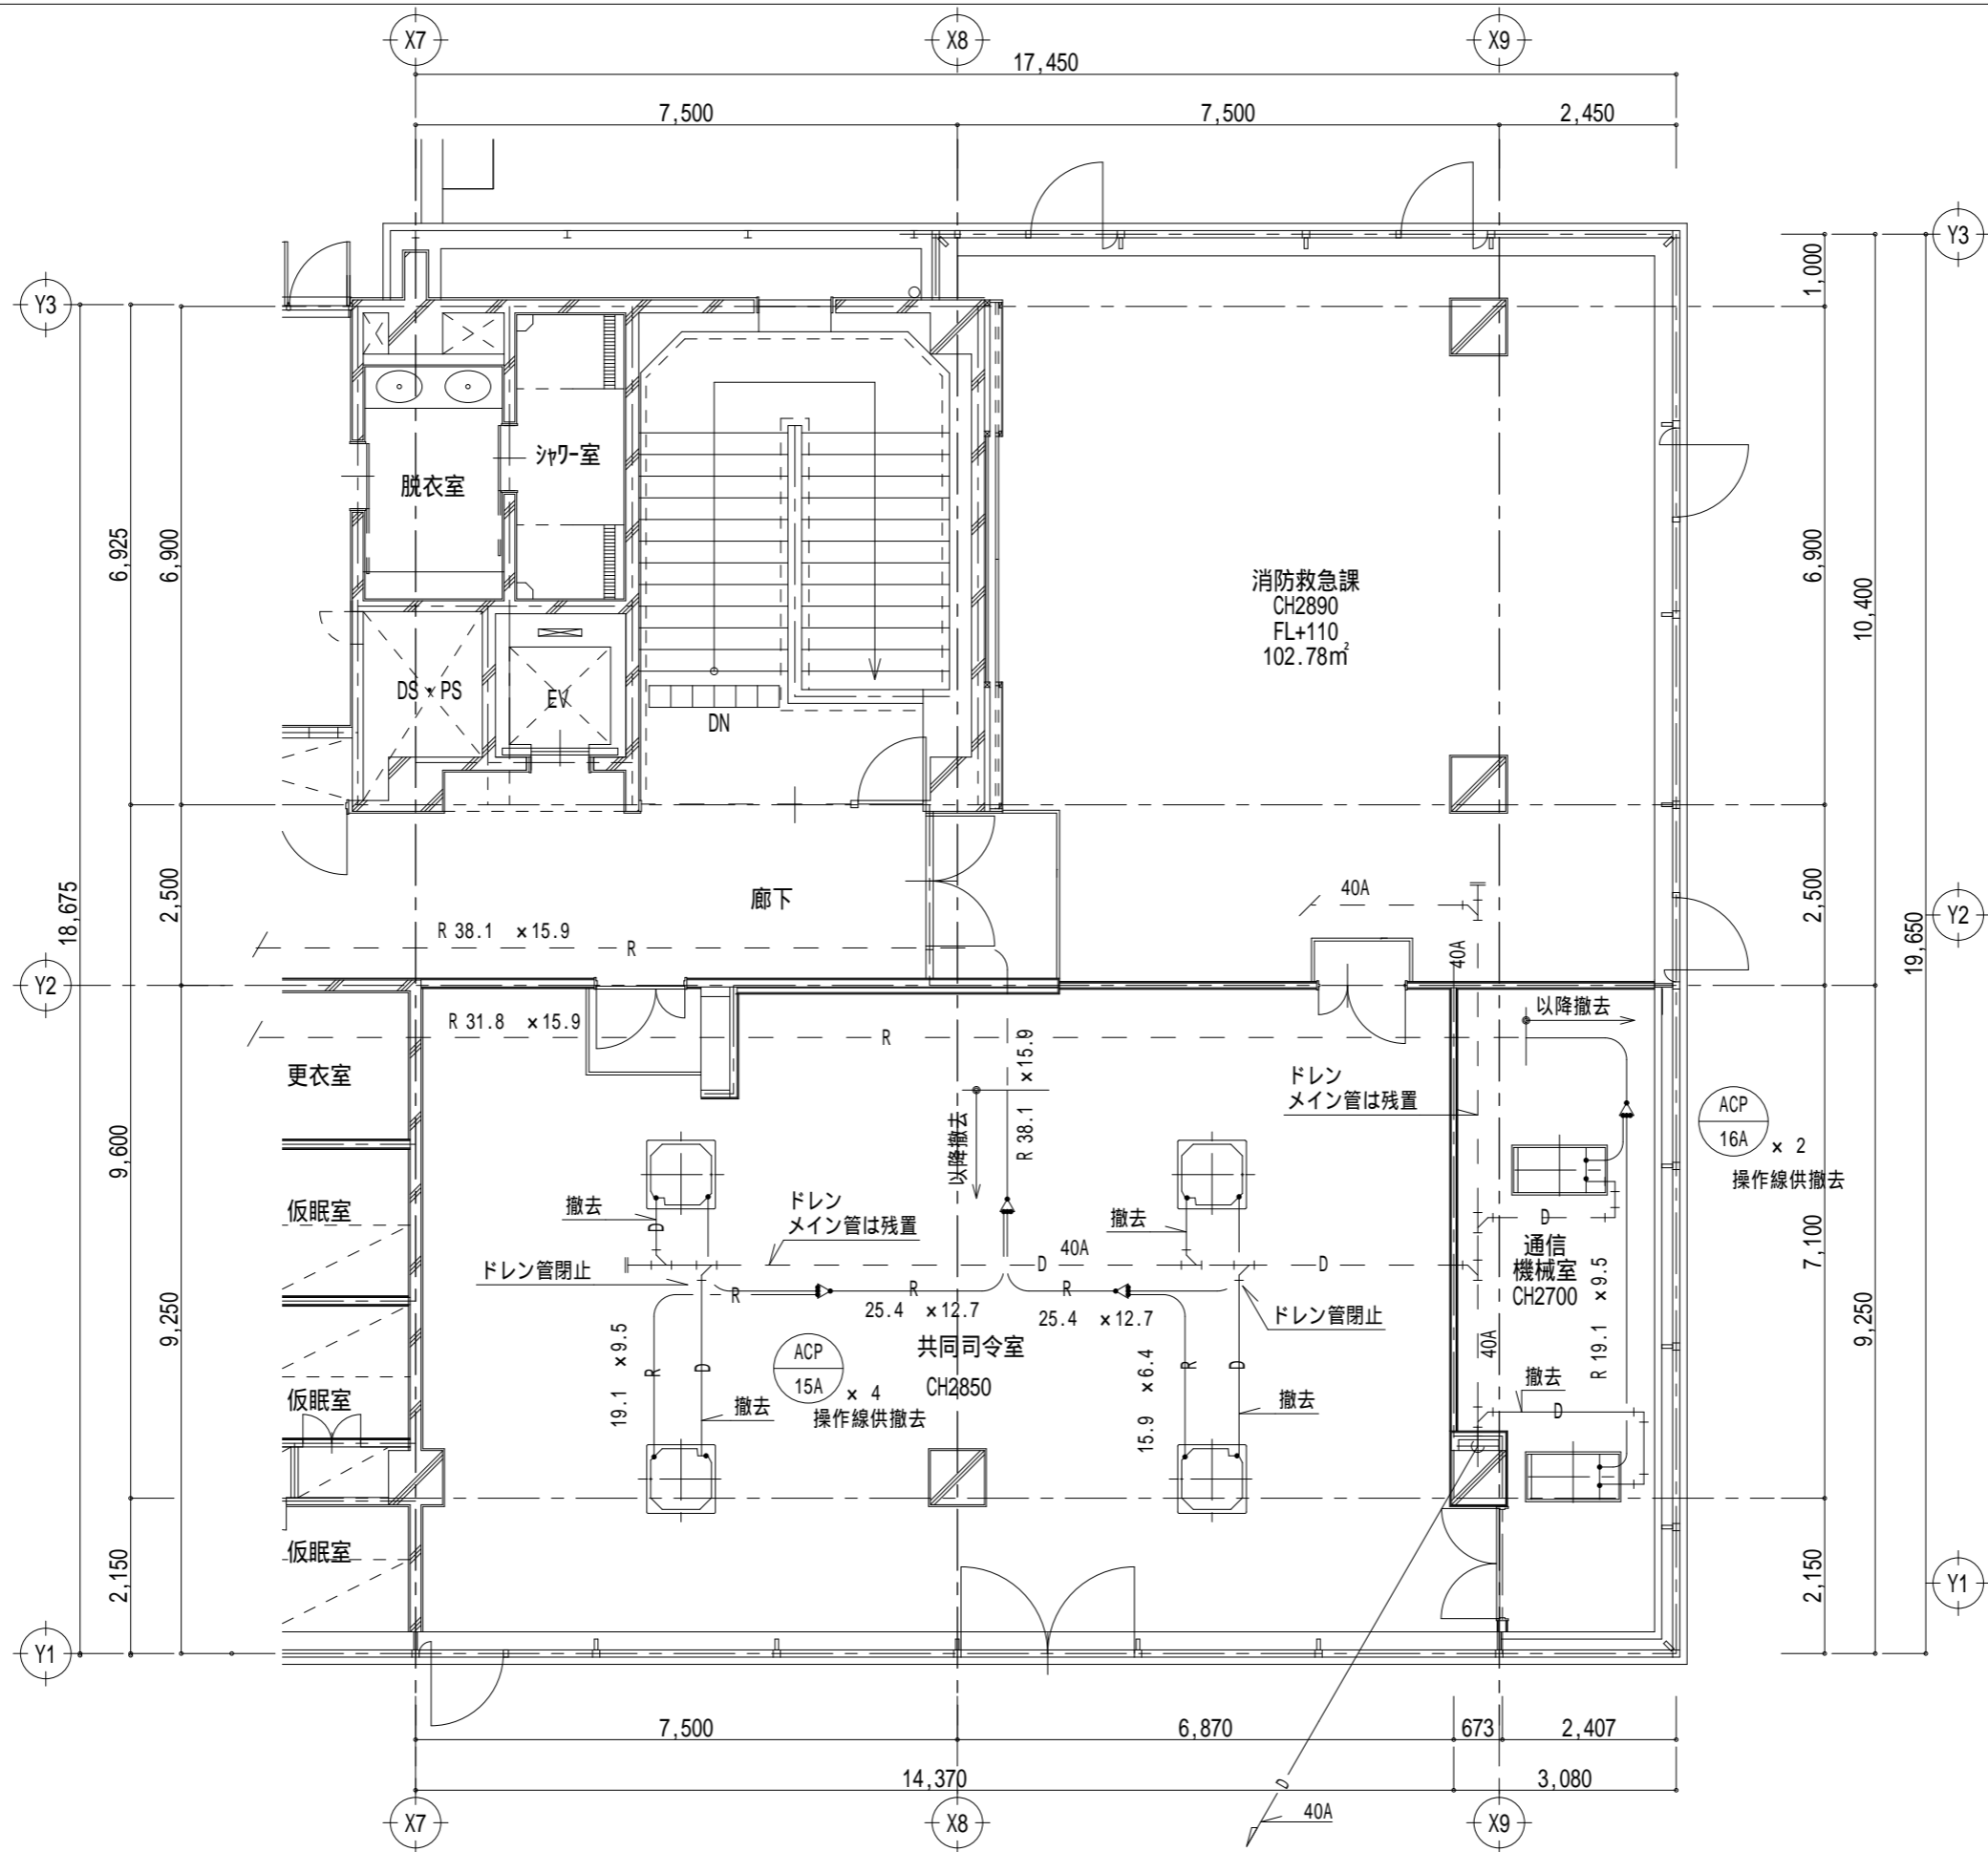 X7
X8
X9
17,450
7,500
7,500
2,450
Y3
Y3
1,000
シャワー室
脱衣室
6,925
6,900
6,900
10,400
消防救急課
CH2890
FL+110
102.78㎡
DS・PS
EV
DN
18,675
2,500
廊下
40A
2,500
19,650
Y2
R 38.1 ×15.9
R
40A
Y2
以降撤去
R 31.8 ×15.9
R
R 38.1 ×15.9
更衣室
ドレン
メイン管は残置
ACP
16A
× 2
操作線供撤去
以降撤去
9,600
仮眠室
撤去
D
ドレン
メイン管は残置
撤去
D
通信
機械室
CH2700
7,100
40A
D
D
ドレン管閉止
R
R
R
25.4 ×12.7
25.4 ×12.7
ドレン管閉止
R 19.1 ×9.5
9,250
9,250
19.1 ×9.5
R
D
共同司令室
CH2850
ACP
15A
× 4
操作線供撤去
15.9 ×6.4
R
D
40A
撤去
D
仮眠室
撤去
撤去
仮眠室
2,150
2,150
Y1
Y1
7,500
6,870
673
2,407
14,370
3,080
D
40A
X7
X8
X9